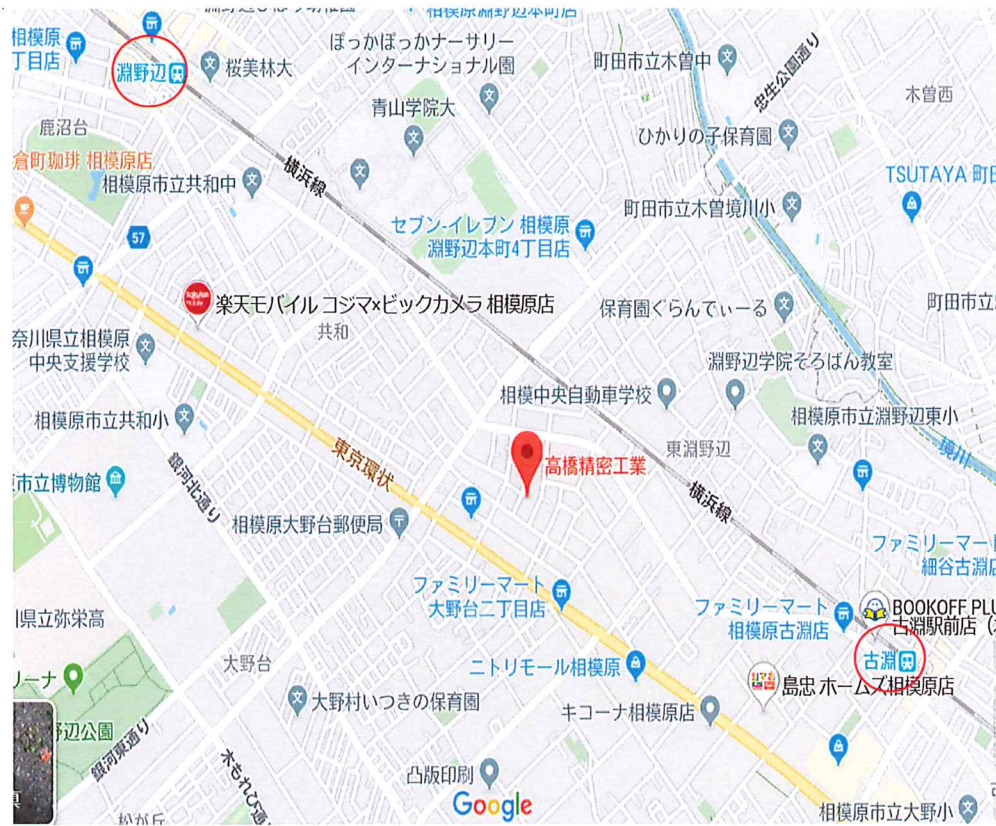 相模原淵野辺本町店
相模原
丁目店
淵野辺
桜美林大
ぽっかぽっかナーサリー
インターナショナル園
町田市立木曽中
忠生公園通り
木曽西
青山学院大
鹿沼台
ひかりの子保育園
倉町珈琲 相模原店
相模原市立共和中
横浜線
TSUTAYA 町田
町田市立木曽境川小
セブン-イレブン 相模原
淵野辺本町4丁目店
57
楽天モバイル コジマ×ビックカメラ 相模原店
保育園ぐらんでぃーる
町田市立
共和
奈川県立相模原
中央支援学校
淵野辺学院そろばん教室
相模中央自動車学校
相模原市立共和小
相模原市立淵野辺東小
東淵野辺
境川
東京環状
高橋精密工業
銀河北通り
市立博物館
横浜線
相模原大野台郵便局
ファミリーマート
細谷古淵店
ファミリーマート
大野台二丁目店
ファミリーマート
相模原古淵店
BOOKOFF PLU
古淵駅前店
県立弥栄高
古淵
大野台
ニトリモール相模原
リーナ
島忠 ホームズ相模原店
大野村いつきの保育園
キコーナ相模原店
野辺公園
銀河東通り
木もれび通
凸版印刷
Google
松が丘
相模原市立大野小